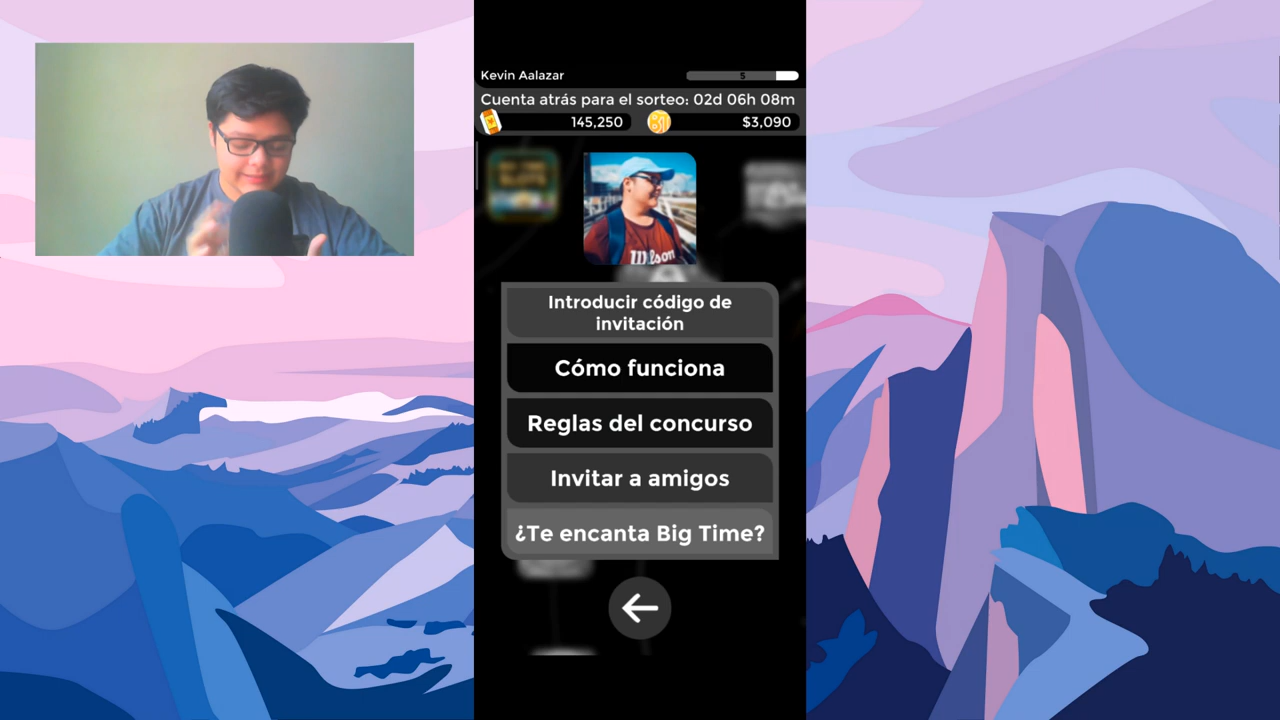 Kevin Aalazar
5
Cuenta atrás para el sorteo: 02d 06h 08m
145,250
$3,090
Wilson
Introducir código de
invitación
Cómo funciona
Reglas del concurso
Invitar a amigos
¿Te encanta Big Time?